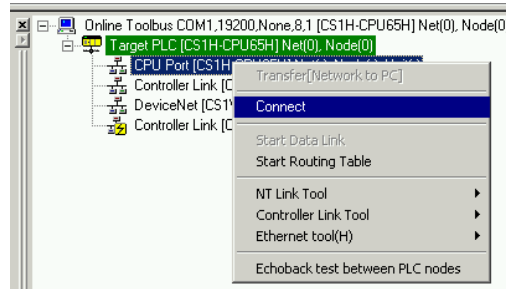 Online Toolbus COM1,19200,None,8,1 [CS1H-CPU65H] Net(0), Node(0
Target PLC [CS1H-CPU65H] Net(0), Node(0)
CPU Port [CS1H
Controller Link [C
DeviceNet [CS1
Controller Link [C
Transfer[Network to PC]
Connect
Start Data Link
Start Routing Table
NT Link Tool
Controller Link Tool
Ethernet tool(H)
Echoback test between PLC nodes